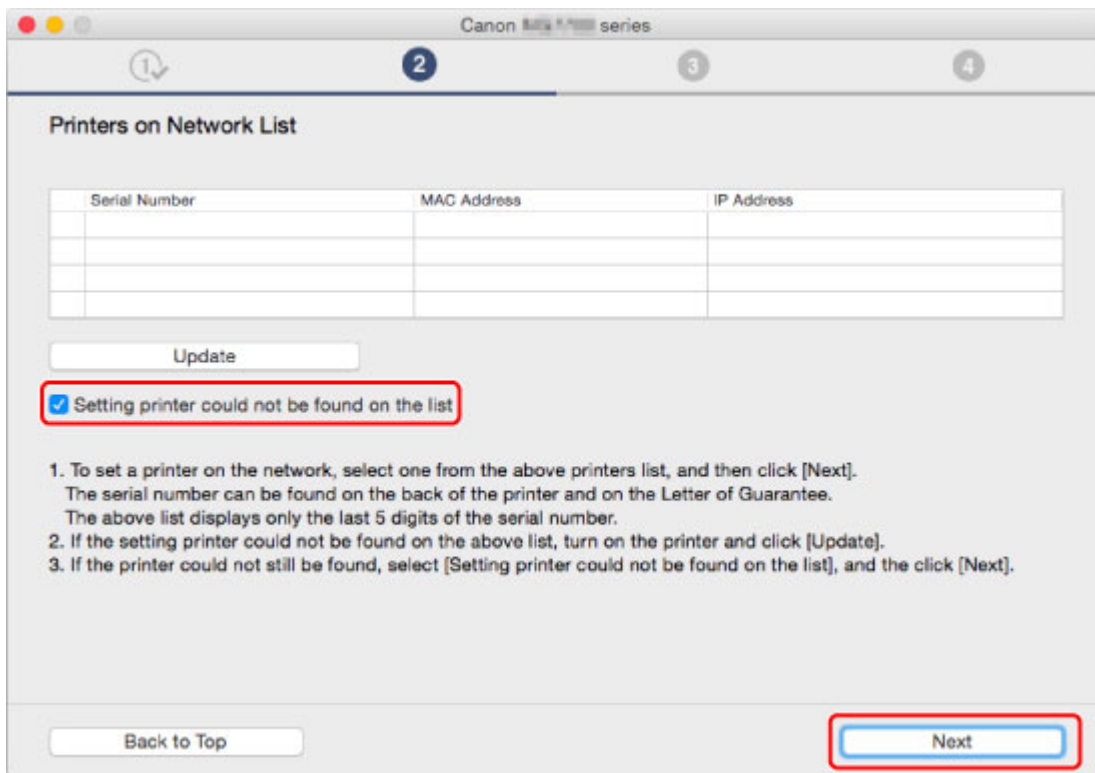 Canon series
1 2 3 4
Printers on Network List
Serial Number MAC Address IP Address
Update
Setting printer could not be found on the list
1. To set a printer on the network, select one from the above printers list, and then click [Next].
The serial number can be found on the back of the printer and on the Letter of Guarantee.
The above list displays only the last 5 digits of the serial number.
2. If the setting printer could not be found on the above list, turn on the printer and click [Update].
3. If the printer could not still be found, select [Setting printer could not be found on the list], and the click [Next].
Back to Top Next